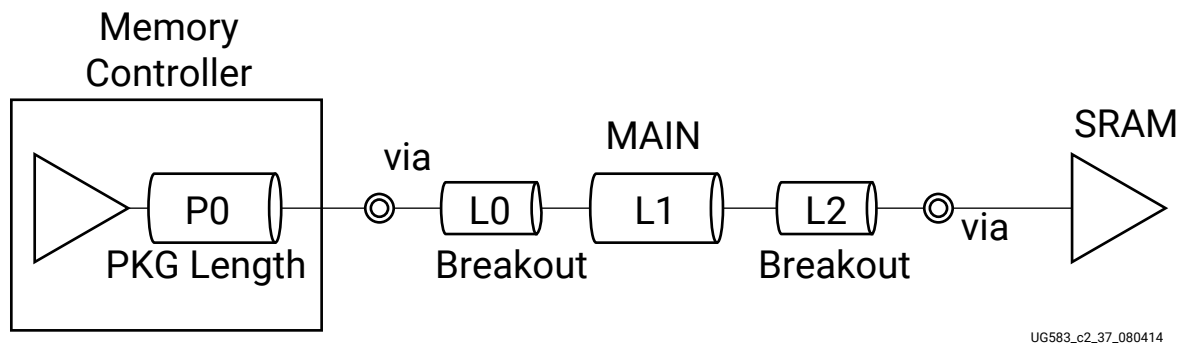 Memory
Controller
MAIN
SRAM
via
P0
L0
L1
L2
via
PKG Length
Breakout
Breakout
UG583_c2_37_080414